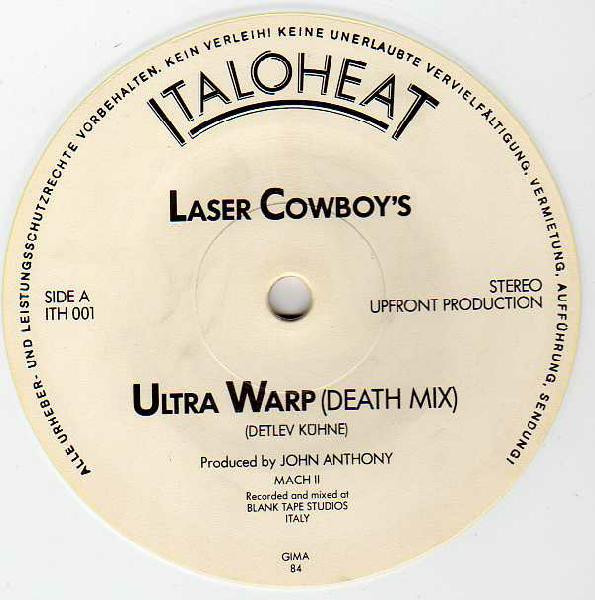 ALLE URHEBER- UND LEISTUNGSSCHUTZRECHTE VORBEHALTEN. KEIN VERLEIH! KEINE UNERLAUBTE VERVIELFÄLTIGUNG, VERMIETUNG, AUFFÜHRUNG, SENDUNG!
ITALOHEAT
LASER COWBOY'S
SIDE A
ITH 001
STEREO
UPFRONT PRODUCTION
ULTRA WARP (DEATH MIX)
(DETLEV KÜHNE)
Produced by JOHN ANTHONY
MACH II
Recorded and mixed at
BLANK TAPE STUDIOS
ITALY
GIMA
84